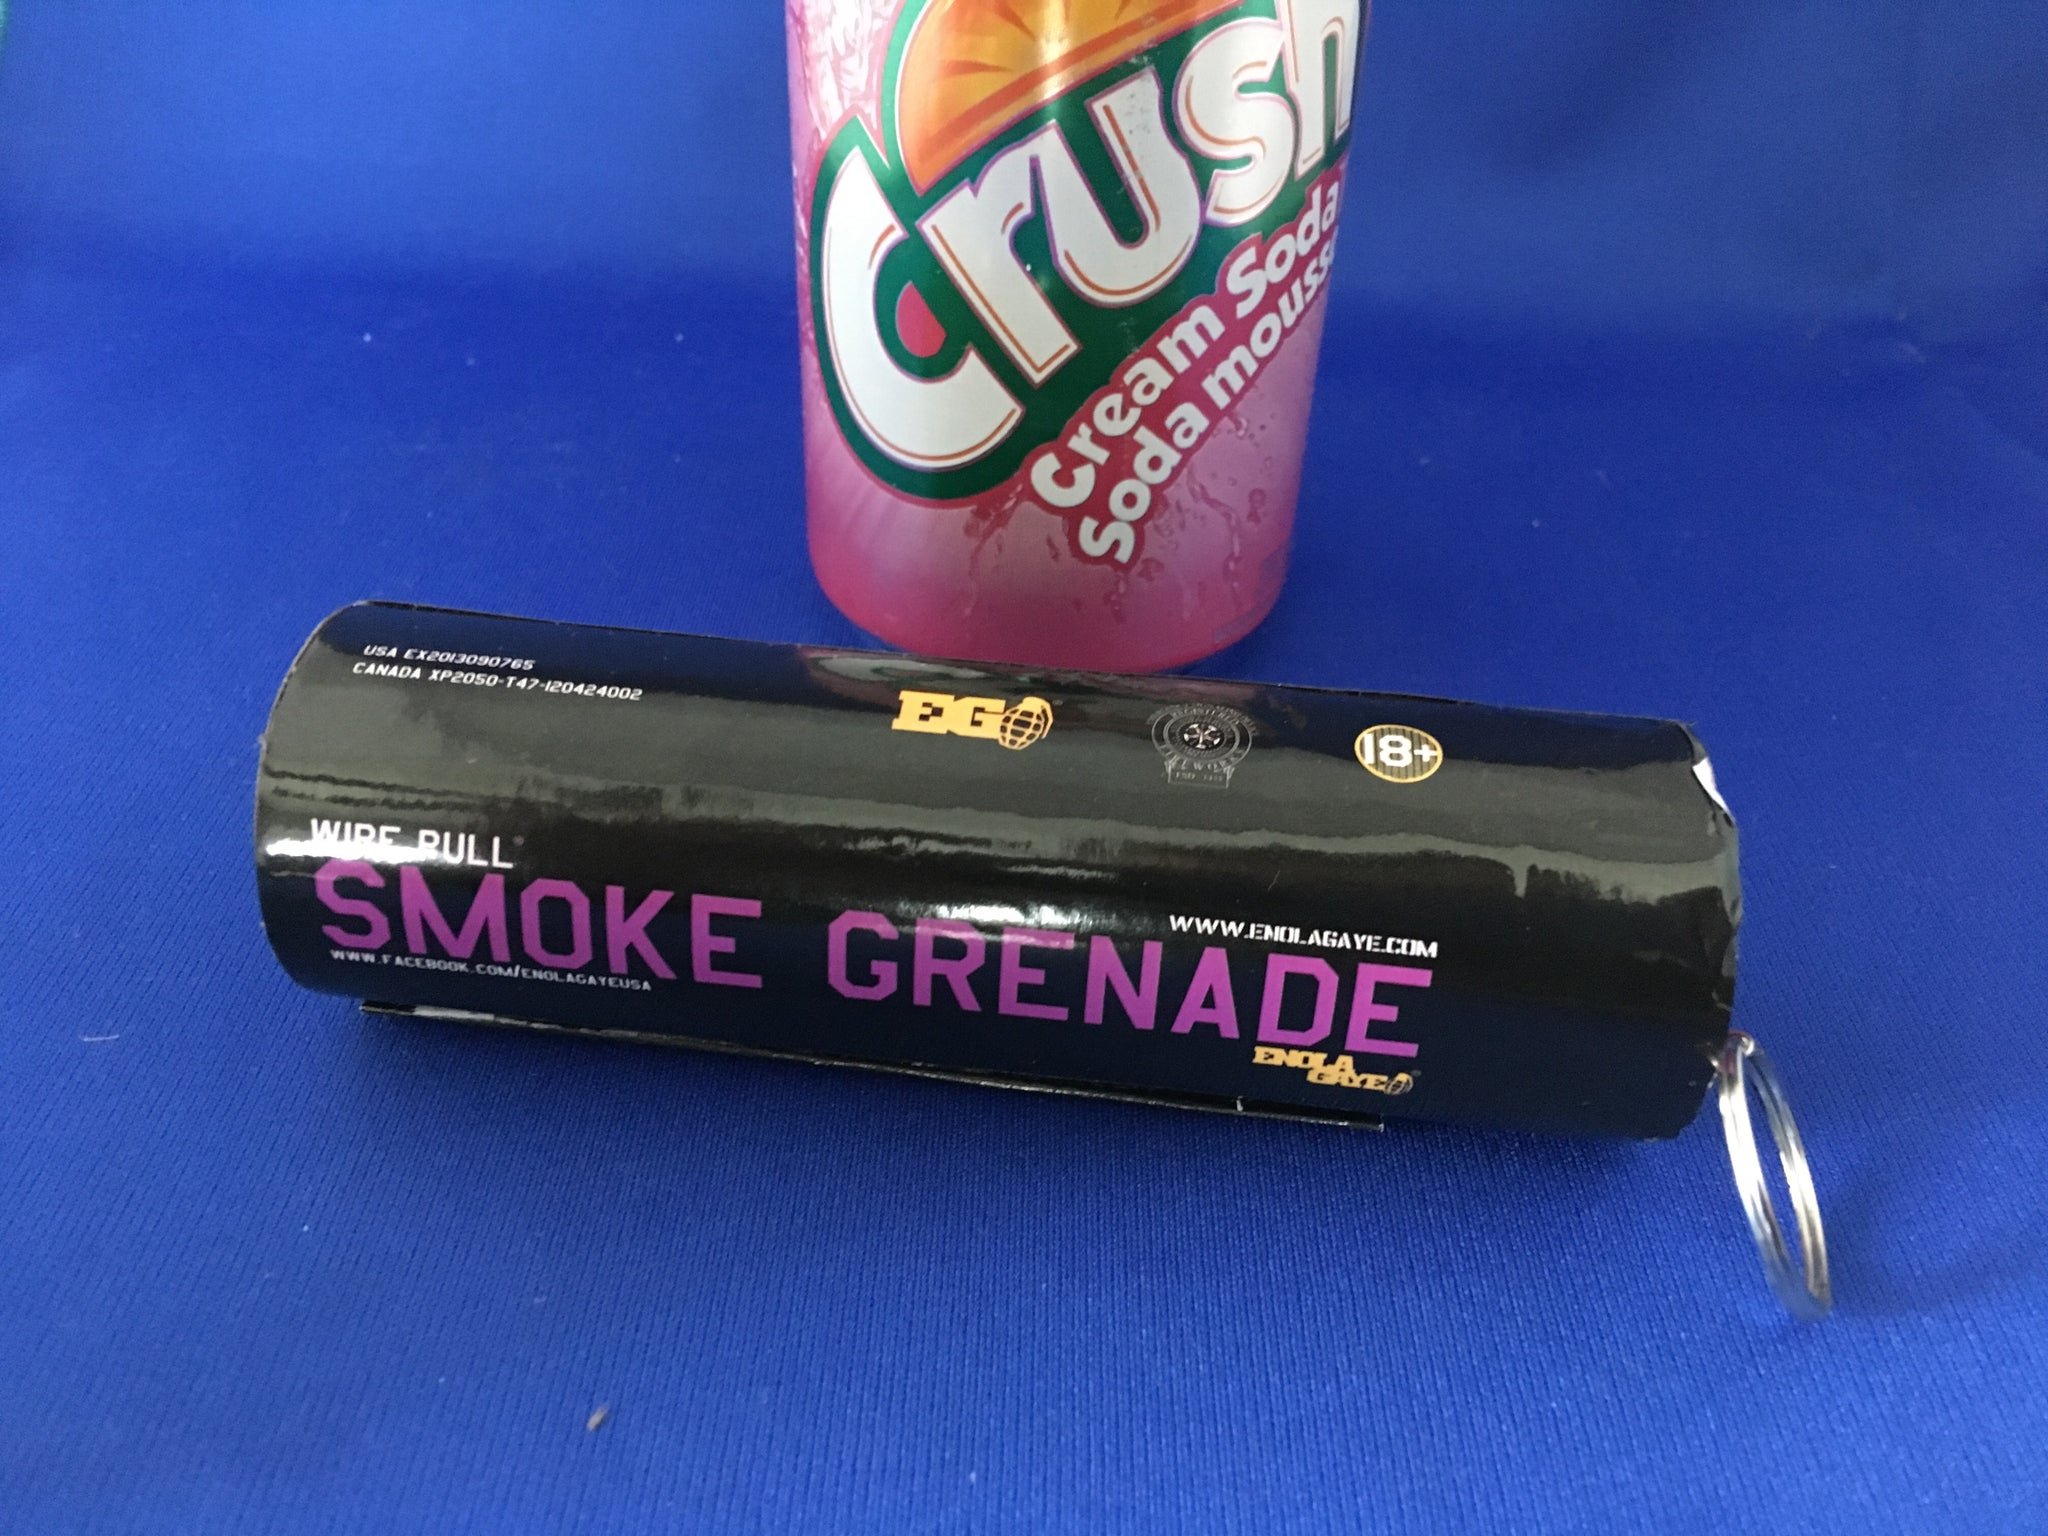 Crush
Cream Soda
Soda mousse
USA EX2013090765
CANADA XP2050-T47-120424002
EG
18+
WIRE PULL
SMOKE GRENADE
WWW.ENOLAGAYE.COM
WWW.FACEBOOK.COM/ENOLAGAYEUSA
ENOLA
GAYE